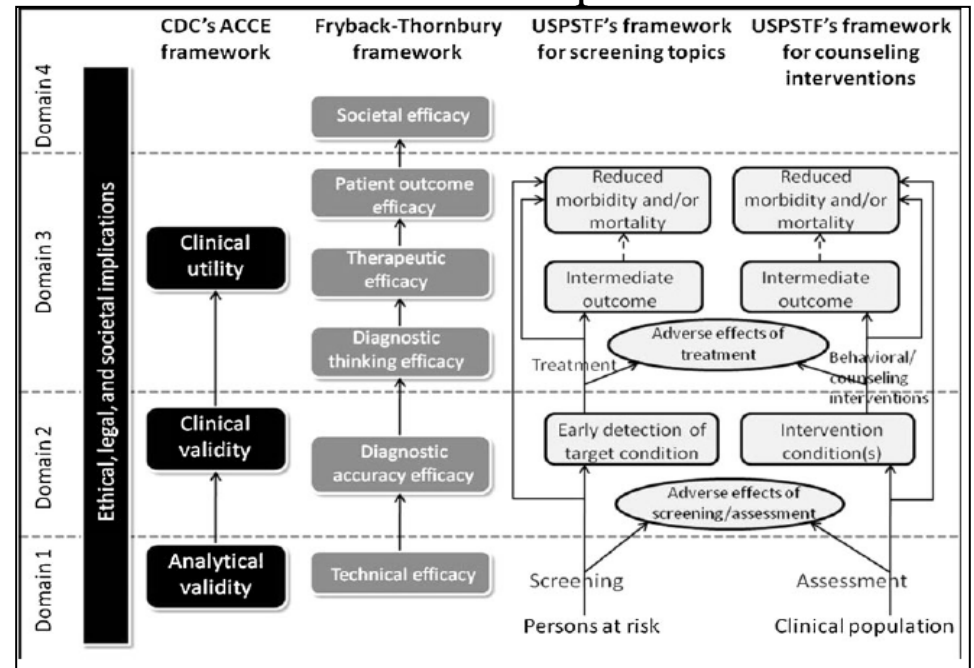 CDC's ACCE
framework
Fryback-Thornbury
framework
USPSTF's framework
for screening topics
USPSTF's framework
for counseling
interventions
Ethical, legal, and societal implications
Domain 4
Societal efficacy
Domain 3
Clinical
utility
Patient outcome
efficacy
Therapeutic
efficacy
Diagnostic
thinking efficacy
Reduced
morbidity and/or
mortality
Reduced
morbidity and/or
mortality
Intermediate
outcome
Intermediate
outcome
Adverse effects of
treatment
Treatment
Behavioral/
counseling
interventions
Domain 2
Clinical
validity
Diagnostic
accuracy efficacy
Early detection of
target condition
Intervention
condition(s)
Adverse effects of
screening/assessment
Domain 1
Analytical
validity
Technical efficacy
Screening
Assessment
Persons at risk
Clinical population